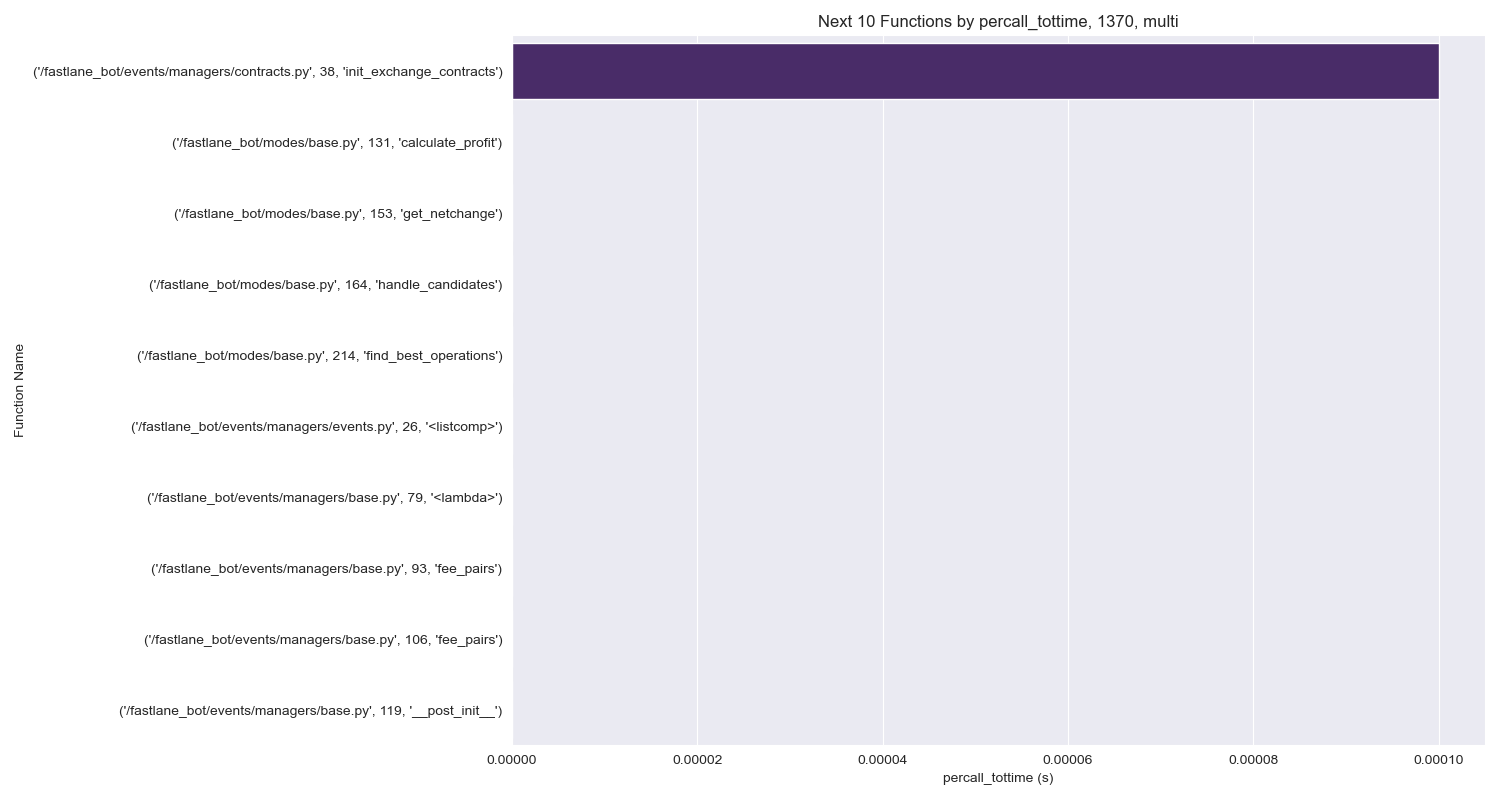 Next 10 Functions by percall_tottime, 1370, multi
('/fastlane_bot/events/managers/contracts.py', 38, 'init_exchange_contracts')
('/fastlane_bot/modes/base.py', 131, 'calculate_profit')
('/fastlane_bot/modes/base.py', 153, 'get_netchange')
('/fastlane_bot/modes/base.py', 164, 'handle_candidates')
('/fastlane_bot/modes/base.py', 214, 'find_best_operations')
('/fastlane_bot/events/managers/events.py', 26, '<listcomp>')
('/fastlane_bot/events/managers/base.py', 79, '<lambda>')
('/fastlane_bot/events/managers/base.py', 93, 'fee_pairs')
('/fastlane_bot/events/managers/base.py', 106, 'fee_pairs')
('/fastlane_bot/events/managers/base.py', 119, '__post_init__')
Function Name
0.00000 0.00002 0.00004 0.00006 0.00008 0.00010
percall_tottime (s)